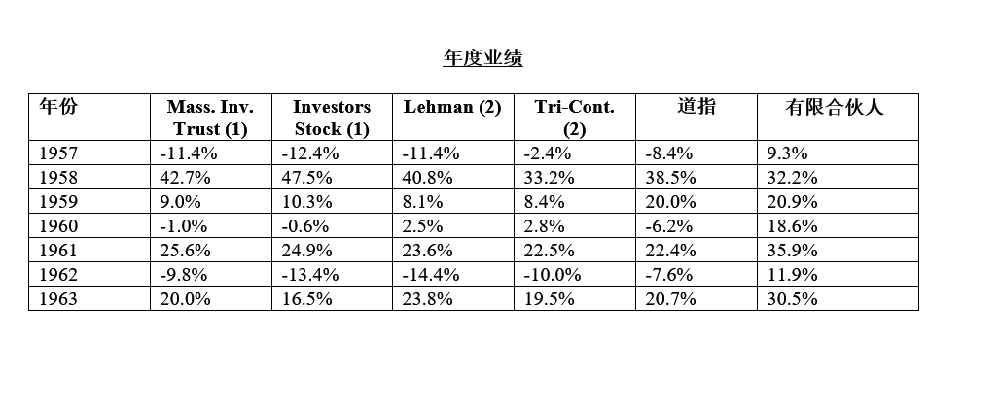 年度业绩
年份 Mass. Inv. Trust (1) Investors Stock (1) Lehman (2) Tri-Cont. (2) 道指 有限合伙人
1957 -11.4% -12.4% -11.4% -2.4% -8.4% 9.3%
1958 42.7% 47.5% 40.8% 33.2% 38.5% 32.2%
1959 9.0% 10.3% 8.1% 8.4% 20.0% 20.9%
1960 -1.0% -0.6% 2.5% 2.8% -6.2% 18.6%
1961 25.6% 24.9% 23.6% 22.5% 22.4% 35.9%
1962 -9.8% -13.4% -14.4% -10.0% -7.6% 11.9%
1963 20.0% 16.5% 23.8% 19.5% 20.7% 30.5%